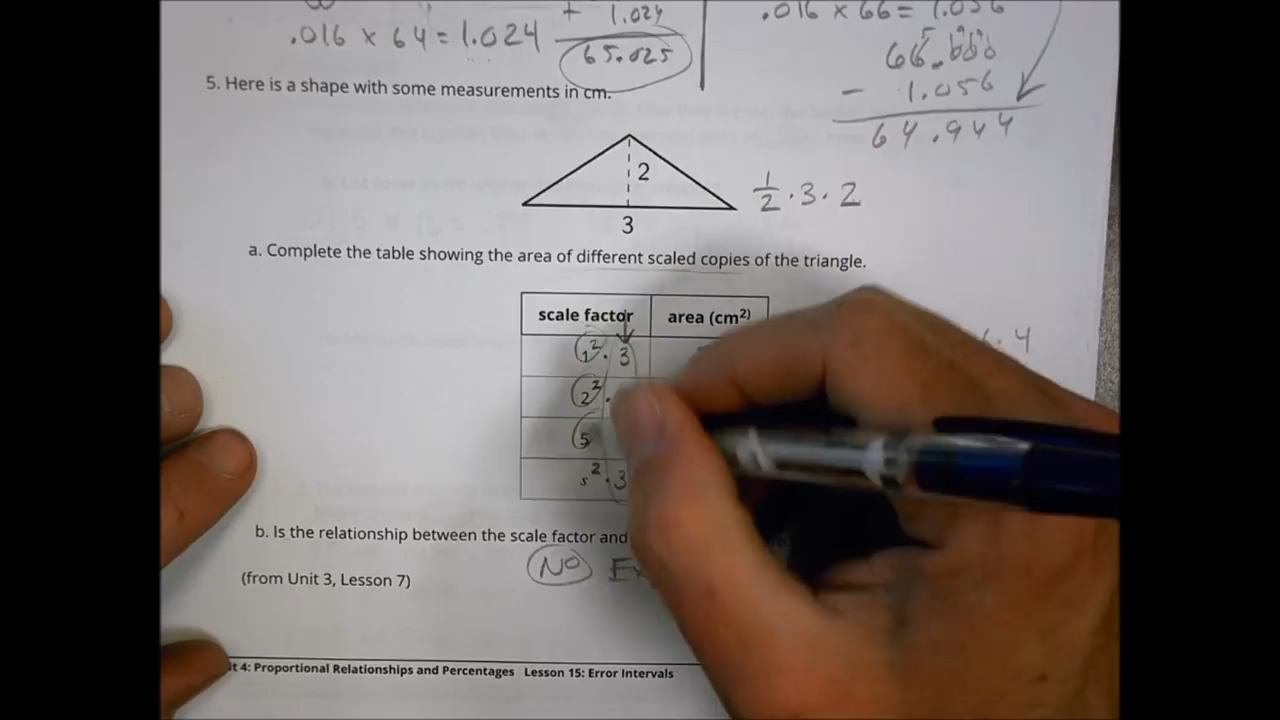 + 1.024
.016 × 64 = 1.024
65.025
.016 × 66 = 1.056
- 1.056
64.944
5. Here is a shape with some measurements in cm.
2
3
1/2 · 3 · 2
a. Complete the table showing the area of different scaled copies of the triangle.
scale factor area (cm²)
1² · 3
2² ·
5
s² · 3
· 4
b. Is the relationship between the scale factor and
No
(from Unit 3, Lesson 7)
it 4: Proportional Relationships and Percentages Lesson 15: Error Intervals